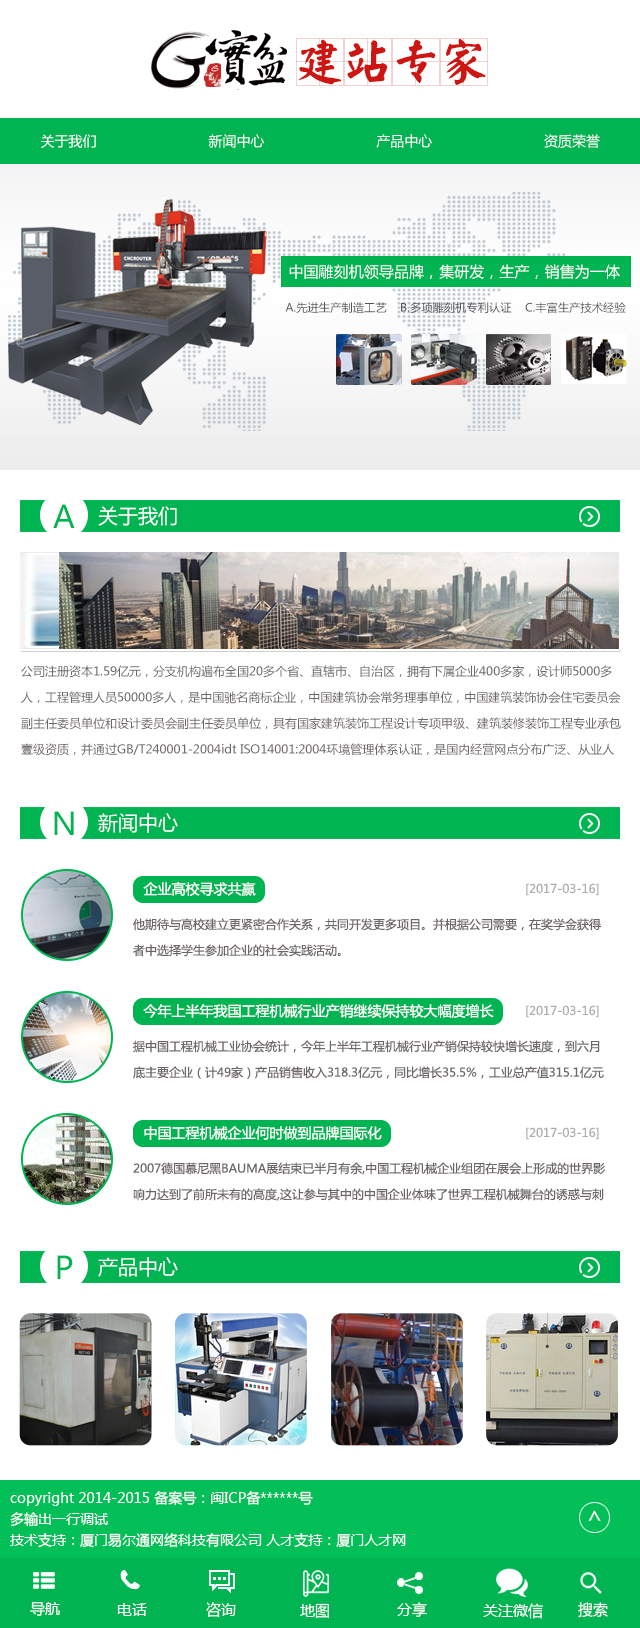 G寶盆 建站专家
关于我们 新闻中心 产品中心 资质荣誉
CNCROUTER
中国雕刻机领导品牌，集研发，生产，销售为一体
A.先进生产制造工艺 B.多项雕刻机专利认证 C.丰富生产技术经验
A 关于我们
公司注册资本1.59亿元，分支机构遍布全国20多个省、直辖市、自治区，拥有下属企业400多家，设计师5000多
人，工程管理人员50000多人，是中国驰名商标企业，中国建筑协会常务理事单位，中国建筑装饰协会住宅委员会
副主任委员单位和设计委员会副主任委员单位，具有国家建筑装饰工程设计专项甲级、建筑装修装饰工程专业承包
壹级资质，并通过GB/T240001-2004idt ISO14001:2004环境管理体系认证，是国内经营网点分布广泛、从业人
N 新闻中心
企业高校寻求共赢 [2017-03-16]
他期待与高校建立更紧密合作关系，共同开发更多项目。并根据公司需要，在奖学金获得
者中选择学生参加企业的社会实践活动。
今年上半年我国工程机械行业产销继续保持较大幅度增长 [2017-03-16]
据中国工程机械工业协会统计，今年上半年工程机械行业产销保持较快增长速度，到六月
底主要企业（计49家）产品销售收入318.3亿元，同比增长35.5%，工业总产值315.1亿元
中国工程机械企业何时做到品牌国际化 [2017-03-16]
2007德国慕尼黑BAUMA展结束已半月有余,中国工程机械企业组团在展会上形成的世界影
响力达到了前所未有的高度,这让参与其中的中国企业体味了世界工程机械舞台的诱惑与刺
P 产品中心
copyright 2014-2015 备案号：闽ICP备******号
多输出一行调试
技术支持：厦门易尔通网络科技有限公司 人才支持：厦门人才网
导航 电话 咨询 地图 分享 关注微信 搜索